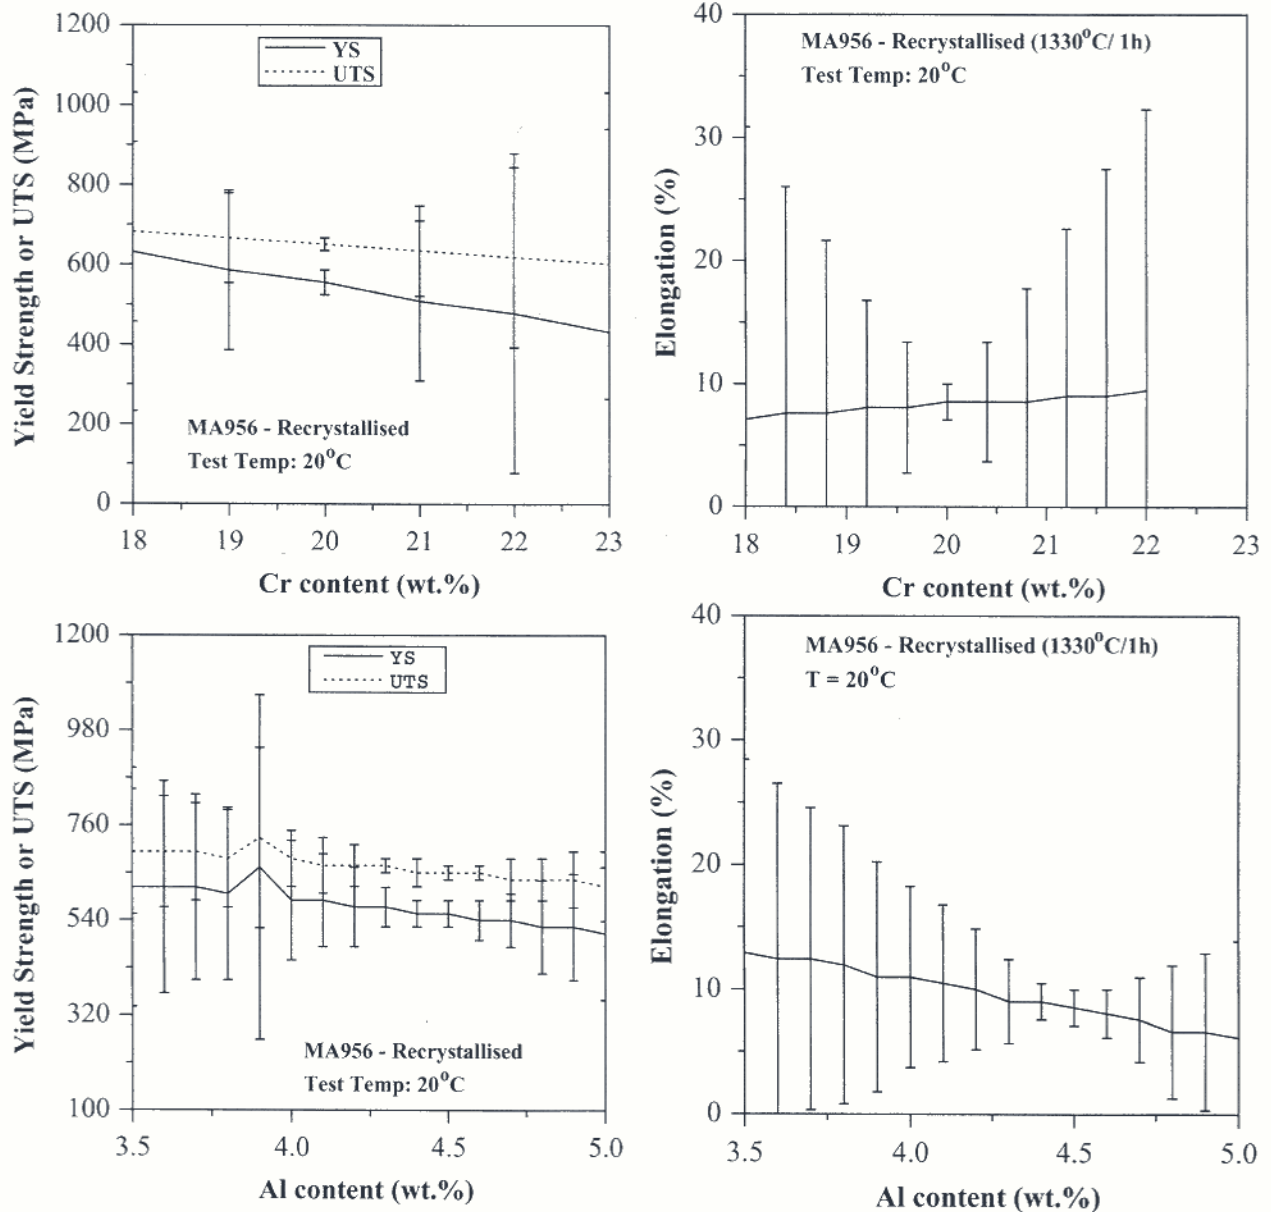 1200
1000
800
600
400
200
0
Yield Strength or UTS (MPa)
YS
UTS
MA956 - Recrystallised
Test Temp: 20°C
18 19 20 21 22 23
Cr content (wt.%)
40
30
20
10
0
Elongation (%)
MA956 - Recrystallised (1330°C/ 1h)
Test Temp: 20°C
18 19 20 21 22 23
Cr content (wt.%)
1200
980
760
540
320
100
Yield Strength or UTS (MPa)
YS
UTS
MA956 - Recrystallised
Test Temp: 20°C
3.5 4.0 4.5 5.0
Al content (wt.%)
40
30
20
10
0
Elongation (%)
MA956 - Recrystallised (1330°C/1h)
T = 20°C
3.5 4.0 4.5 5.0
Al content (wt.%)